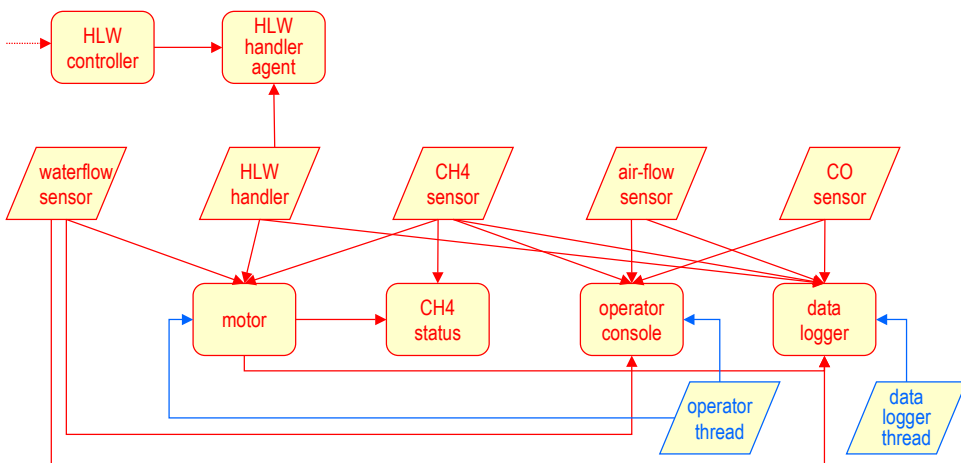 HLW
controller
HLW
handler
agent
waterflow
sensor
HLW
handler
CH4
sensor
air-flow
sensor
CO
sensor
motor
CH4
status
operator
console
data
logger
operator
thread
data
logger
thread